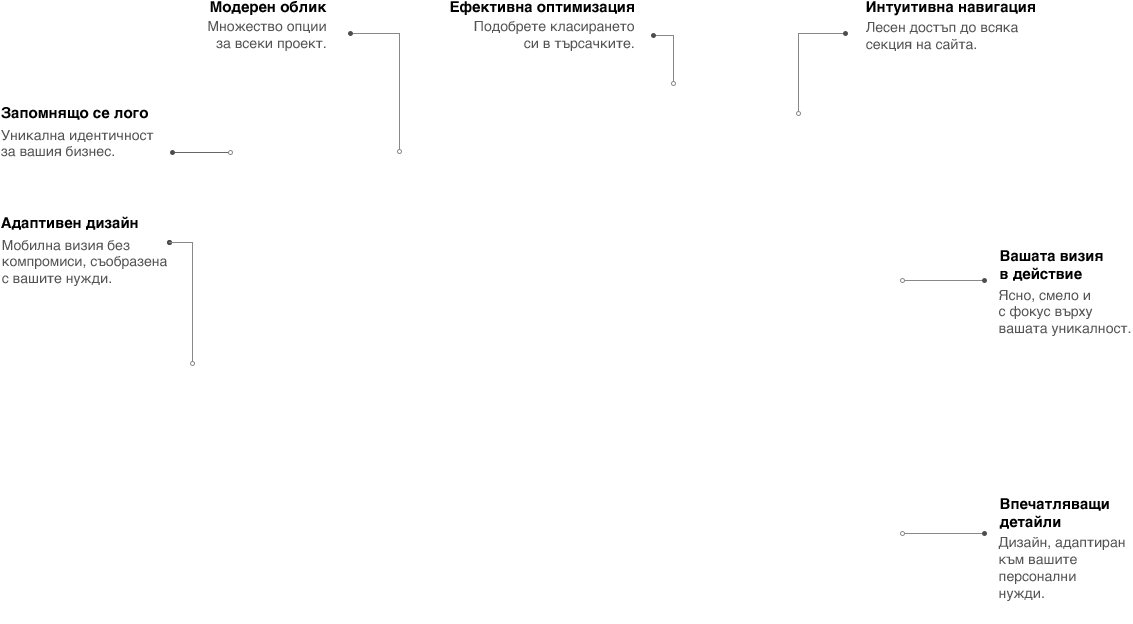 Модерен облик
Множество опции
за всеки проект.
Ефективна оптимизация
Подобрете класирането
си в търсачките.
Интуитивна навигация
Лесен достъп до всяка
секция на сайта.
Запомнящо се лого
Уникална идентичност
за вашия бизнес.
Адаптивен дизайн
Мобилна визия без
компромиси, съобразена
с вашите нужди.
Вашата визия
в действие
Ясно, смело и
с фокус върху
вашата уникалност.
Впечатляващи
детайли
Дизайн, адаптиран
към вашите
персонални
нужди.